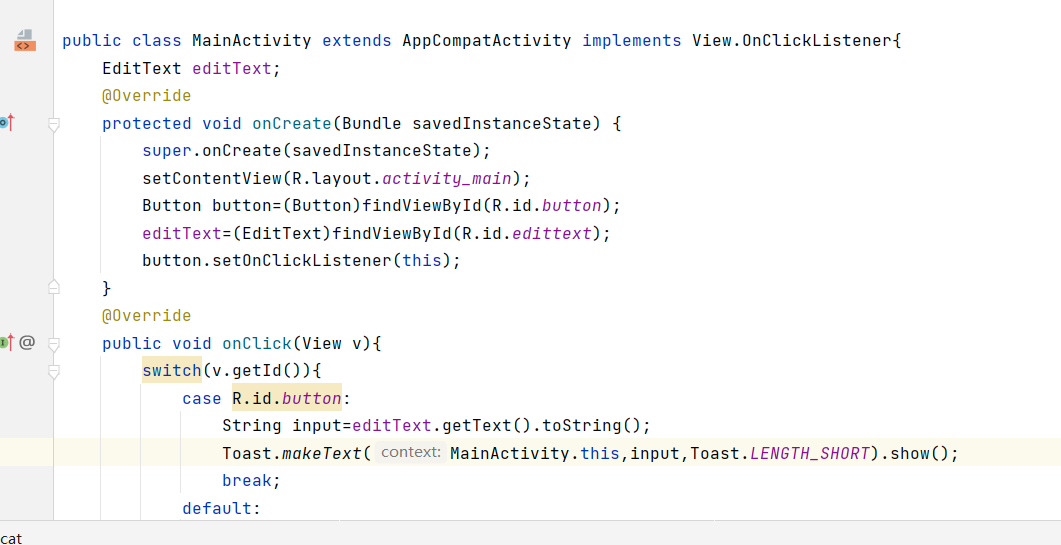 public class MainActivity extends AppCompatActivity implements View.OnClickListener{
EditText editText;
@Override
protected void onCreate(Bundle savedInstanceState) {
super.onCreate(savedInstanceState);
setContentView(R.layout.activity_main);
Button button=(Button)findViewById(R.id.button);
editText=(EditText)findViewById(R.id.edittext);
button.setOnClickListener(this);
}
@Override
@ public void onClick(View v){
switch(v.getId()){
case R.id.button:
String input=editText.getText().toString();
Toast.makeText( context: MainActivity.this,input,Toast.LENGTH_SHORT).show();
break;
default:
cat